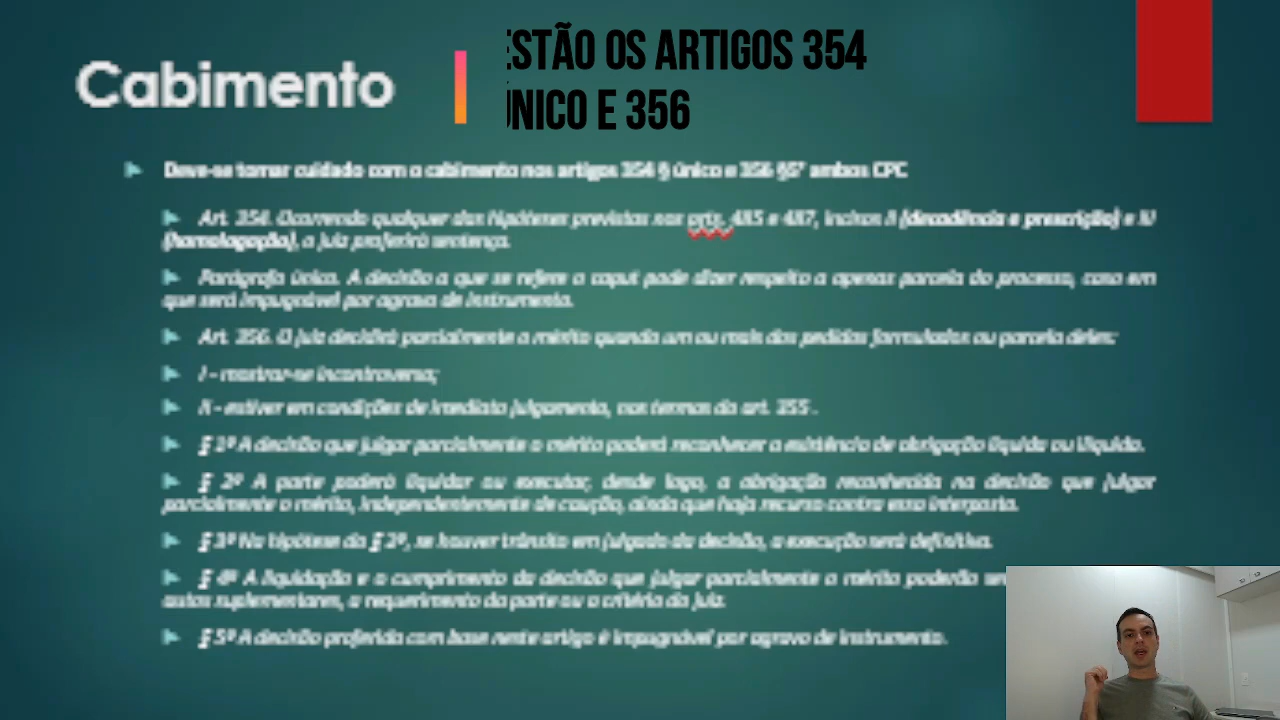 Cabimento
ESTÃO OS ARTIGOS 354
ÚNICO E 356
Deve-se tomar cuidado com o cabimento nos artigos 354 § único e 356 §5º ambos CPC
Art. 354. Ocorrendo qualquer das hipóteses previstas nos arts. 485 e 487, incisos II (decadência e prescrição) e III
(homologação), o juiz proferirá sentença.
Parágrafo único. A decisão a que se refere o caput pode dizer respeito a apenas parcela do processo, caso em
que será impugnável por agravo de instrumento.
Art. 356. O juiz decidirá parcialmente o mérito quando um ou mais dos pedidos formulados ou parcela deles:
I - mostrar-se incontroverso;
II - estiver em condições de imediato julgamento, nos termos do art. 355 .
§ 1º A decisão que julgar parcialmente o mérito poderá reconhecer a existência de obrigação líquida ou ilíquida.
§ 2º A parte poderá liquidar ou executar, desde logo, a obrigação reconhecida na decisão que julgar
parcialmente o mérito, independentemente de caução, ainda que haja recurso contra essa interposto.
§ 3º Na hipótese do § 2º, se houver trânsito em julgado da decisão, a execução será definitiva.
§ 4º A liquidação e o cumprimento da decisão que julgar parcialmente o mérito poderão
autos suplementares, a requerimento da parte ou a critério do juiz.
§ 5º A decisão proferida com base neste artigo é impugnável por agravo de instrumento.